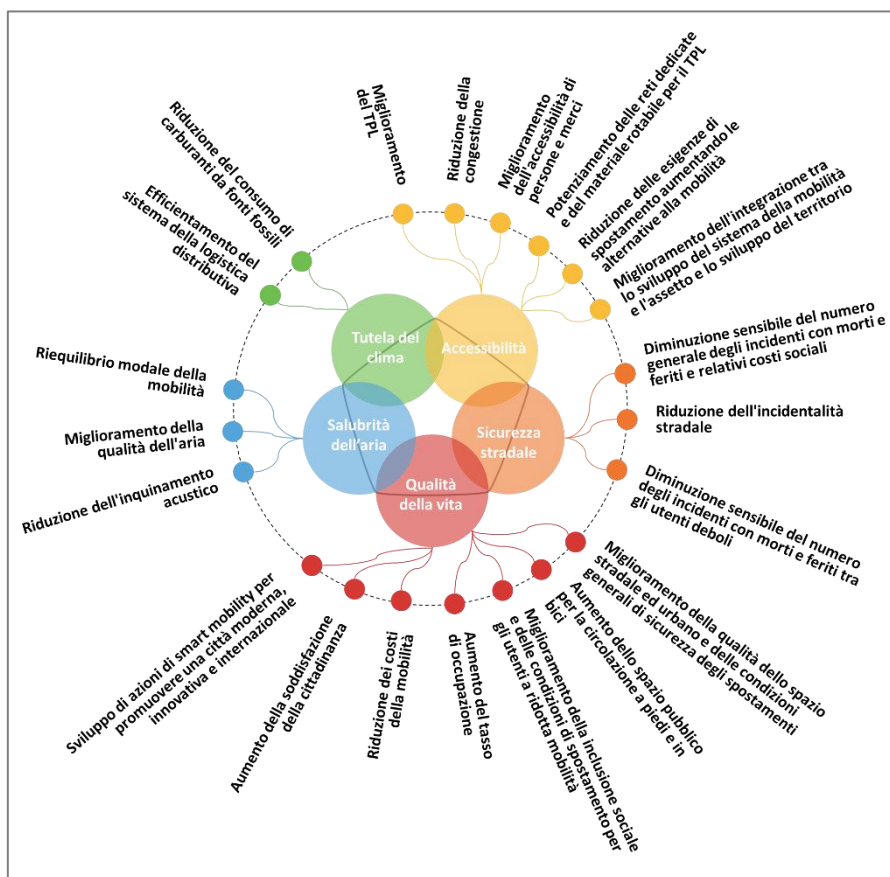 Miglioramento
del TPL
Riduzione della
congestione
Miglioramento
dell'accessibilità di
persone e merci
Potenziamento delle reti dedicate
e del materiale rotabile per il TPL
Riduzione delle esigenze di
spostamento aumentando le
alternative alla mobilità
Miglioramento dell'integrazione tra
lo sviluppo del sistema della mobilità
e l'assetto e lo sviluppo del territorio
Diminuzione sensibile del numero
generale degli incidenti con morti e
feriti e relativi costi sociali
Riduzione dell'incidentalità
stradale
Diminuzione sensibile del numero
degli incidenti con morti e feriti tra
gli utenti deboli
Miglioramento della qualità dello spazio
stradale ed urbano e delle condizioni
generali di sicurezza degli spostamenti
Aumento dello spazio pubblico
per la circolazione a piedi e in
bici
Miglioramento della inclusione sociale
e delle condizioni di spostamento per
gli utenti a ridotta mobilità
Aumento del tasso
di occupazione
Riduzione dei costi
della mobilità
Aumento della soddisfazione
della cittadinanza
Sviluppo di azioni di smart mobility per
promuovere una città moderna,
innovativa e internazionale
Riduzione dell'inquinamento
acustico
Miglioramento della
qualità dell'aria
Riequilibrio modale della
mobilità
Efficientamento del
sistema della logistica
distributiva
Riduzione del consumo di
carburanti da fonti fossili
Tutela del
clima
Accessibilità
Sicurezza
stradale
Qualità
della vita
Salubrità
dell'aria